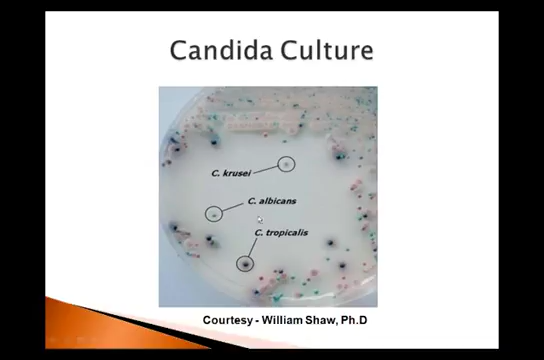 Candida Culture
C. krusei
C. albicans
C. tropicalis
Courtesy - William Shaw, Ph.D